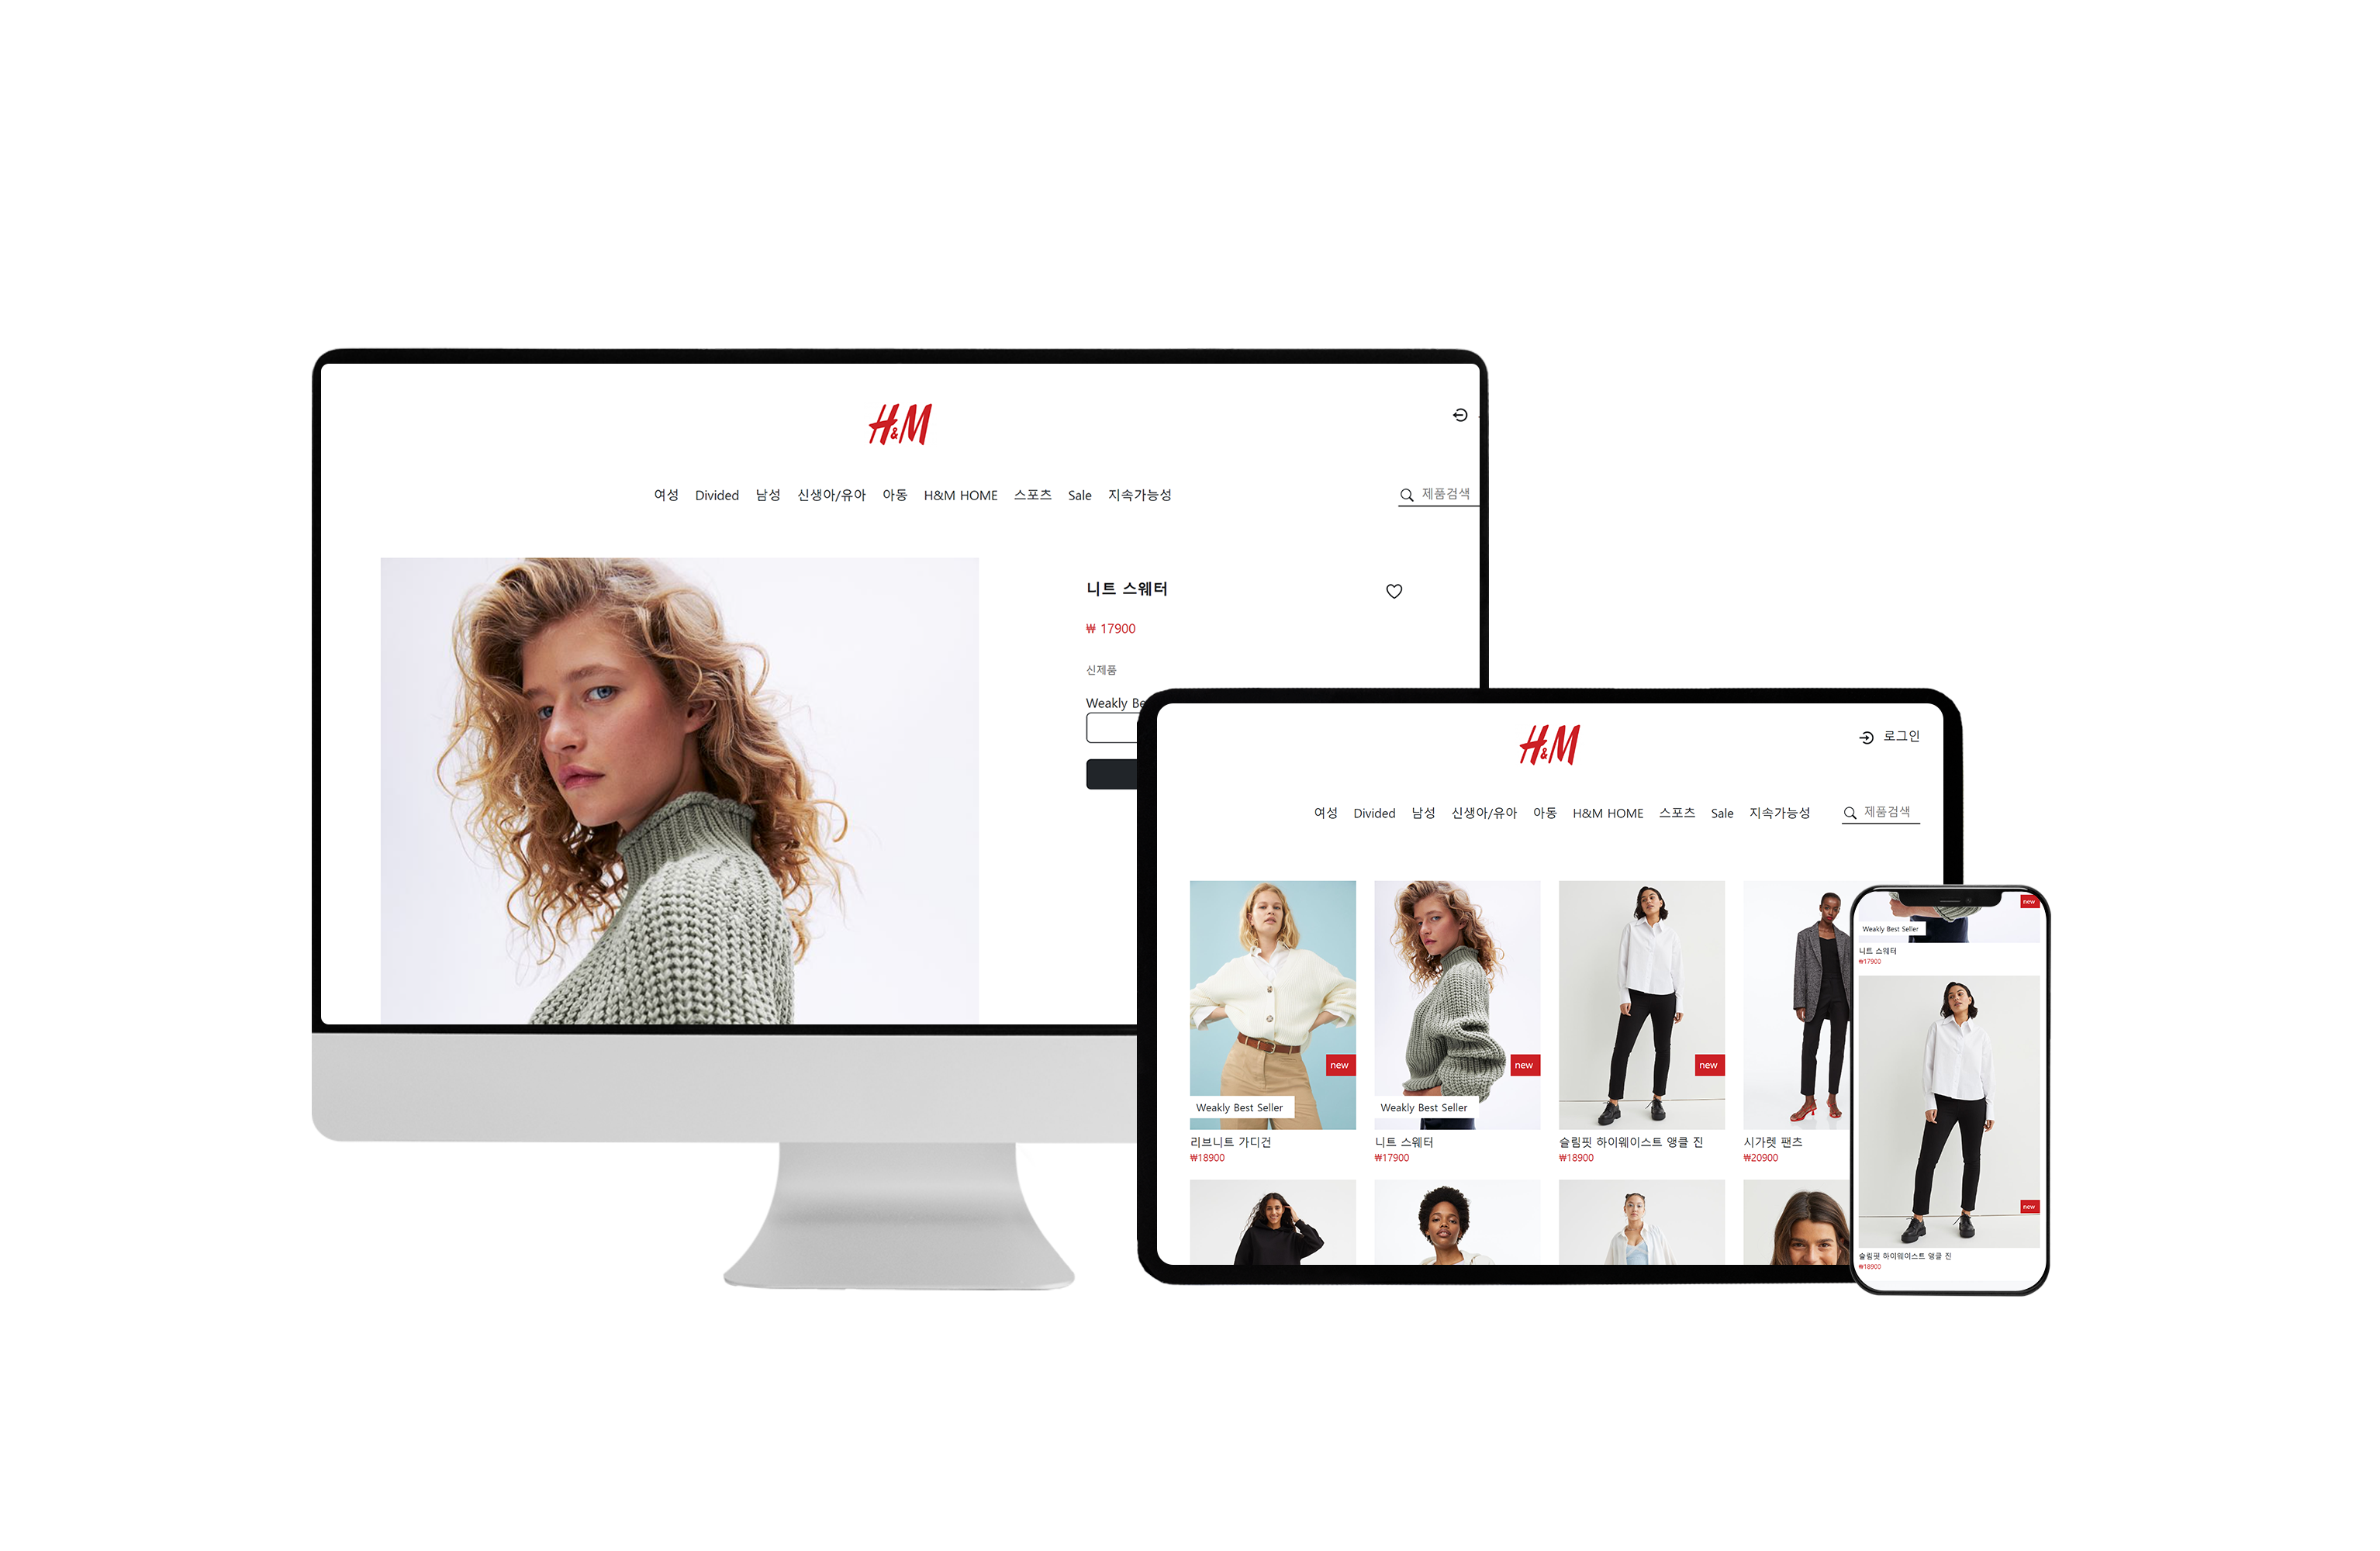 H&M
여성 Divided 남성 신생아/유아 아동 H&M HOME 스포츠 Sale 지속가능성
제품검색
니트 스웨터
₩ 17900
신제품
Weakly Be
H&M
로그인
여성 Divided 남성 신생아/유아 아동 H&M HOME 스포츠 Sale 지속가능성
제품검색
new
Weakly Best Seller
리브니트 가디건
₩18900
new
Weakly Best Seller
니트 스웨터
₩17900
new
슬림핏 하이웨이스트 앵클 진
₩18900
시가렛 팬츠
₩20900
new
Weakly Best Seller
니트 스웨터
₩17900
new
슬림핏 하이웨이스트 앵클 진
₩18900